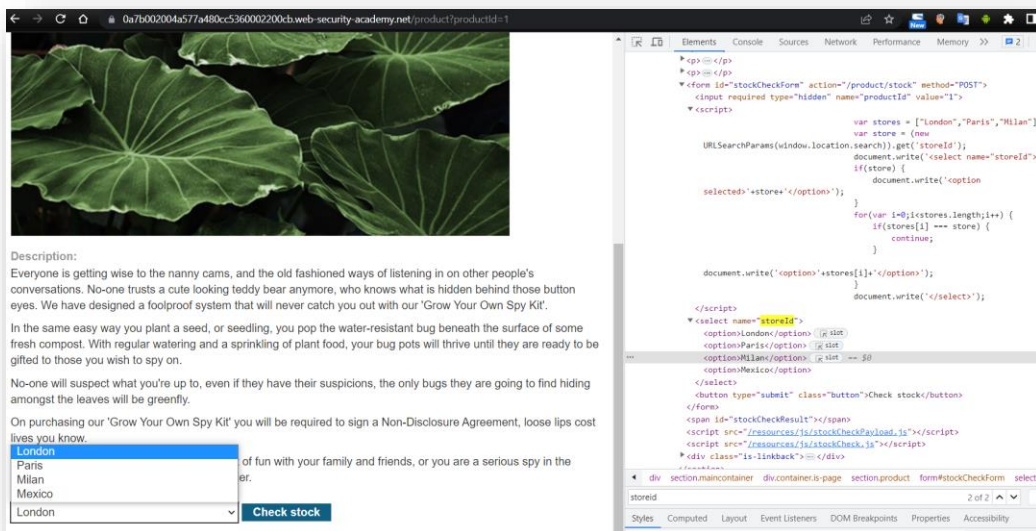 0a7b002004a577a480cc5360002200cb.web-security-academy.net/product?productId=1
New
Description:
Everyone is getting wise to the nanny cams, and the old fashioned ways of listening in on other people's
conversations. No-one trusts a cute looking teddy bear anymore, who knows what is hidden behind those button
eyes. We have designed a foolproof system that will never catch you out with our 'Grow Your Own Spy Kit'.
In the same easy way you plant a seed, or seedling, you pop the water-resistant bug beneath the surface of some
fresh compost. With regular watering and a sprinkling of plant food, your bug pots will thrive until they are ready to be
gifted to those you wish to spy on.
No-one will suspect what you're up to, even if they have their suspicions, the only bugs they are going to find hiding
amongst the leaves will be greenfly.
On purchasing our 'Grow Your Own Spy Kit' you will be required to sign a Non-Disclosure Agreement, loose lips cost
lives you know.
London
Paris
Milan
Mexico
of fun with your family and friends, or you are a serious spy in the
er.
London
Check stock
Elements Console Sources Network Performance Memory 2
<p>…</p>
<p>…</p>
<form id="stockCheckForm" action="/product/stock" method="POST">
<input required type="hidden" name="productId" value="1">
<script>
var stores = ["London","Paris","Milan"]
var store = (new
URLSearchParams(window.location.search)).get('storeId');
document.write('<select name="storeId">
if(store) {
document.write('<option
selected>'+store+'</option>');
}
for(var i=0;i<stores.length;i++) {
if(stores[i] === store) {
continue;
}
document.write('<option>'+stores[i]+'</option>');
}
document.write('</select>');
</script>
<select name="storeId">
<option>London</option> slot
<option>Paris</option> slot
<option>Milan</option> slot == $0
<option>Mexico</option>
</select>
<button type="submit" class="button">Check stock</button>
</form>
<span id="stockCheckResult"></span>
<script src="/resources/js/stockCheckPayload.js"></script>
<script src="/resources/js/stockCheck.js"></script>
<div class="is-linkback">…</div>
div section.maincontainer div.container.is-page section.product form#stockCheckForm select
storeid
2 of 2
Styles Computed Layout Event Listeners DOM Breakpoints Properties Accessibility